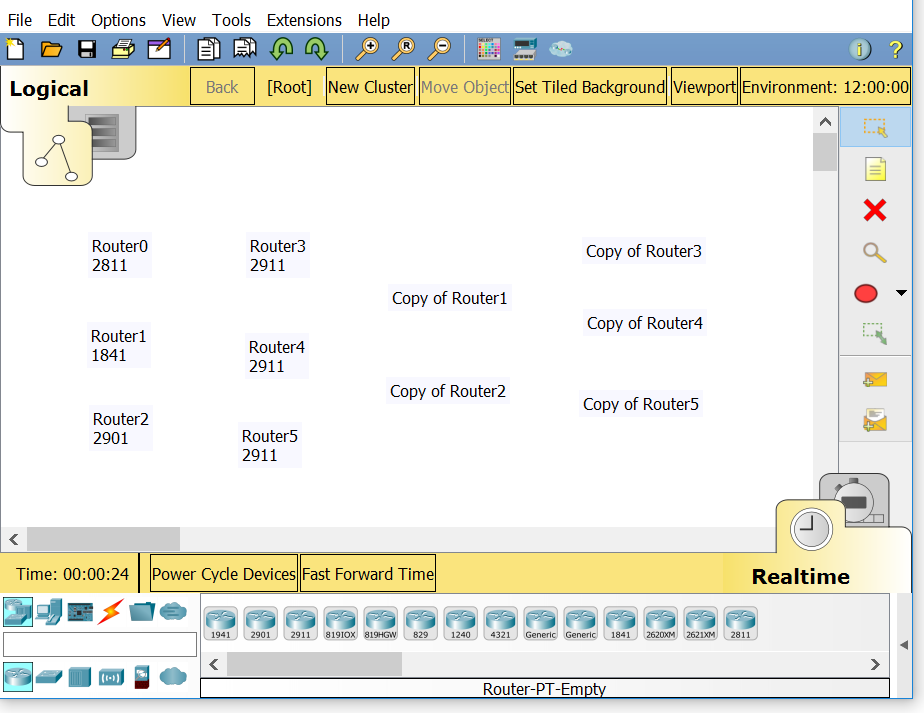 File Edit Options View Tools Extensions Help
Logical
Back
[Root]
New Cluster
Move Object
Set Tiled Background
Viewport
Environment: 12:00:00
Router0
2811
Router3
2911
Copy of Router3
Copy of Router1
Copy of Router4
Router1
1841
Router4
2911
Copy of Router2
Copy of Router5
Router2
2901
Router5
2911
Time: 00:00:24
Power Cycle Devices
Fast Forward Time
Realtime
1941 2901 2911 819IOX 819HGW 829 1240 4321 Generic Generic 1841 2620XM 2621XM 2811
Router-PT-Empty